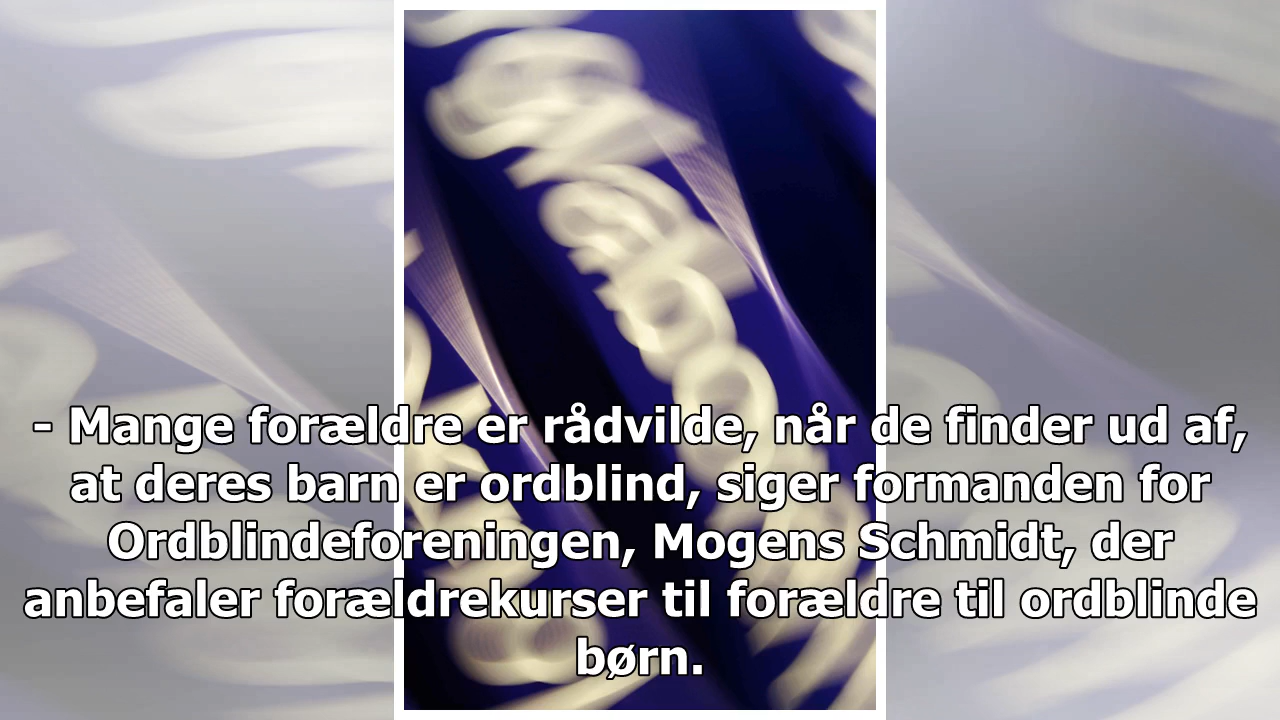 - Mange forældre er rådvilde, når de finder ud af,
at deres barn er ordblind, siger formanden for
Ordblindeforeningen, Mogens Schmidt, der
anbefaler forældrekurser til forældre til ordblinde
børn.